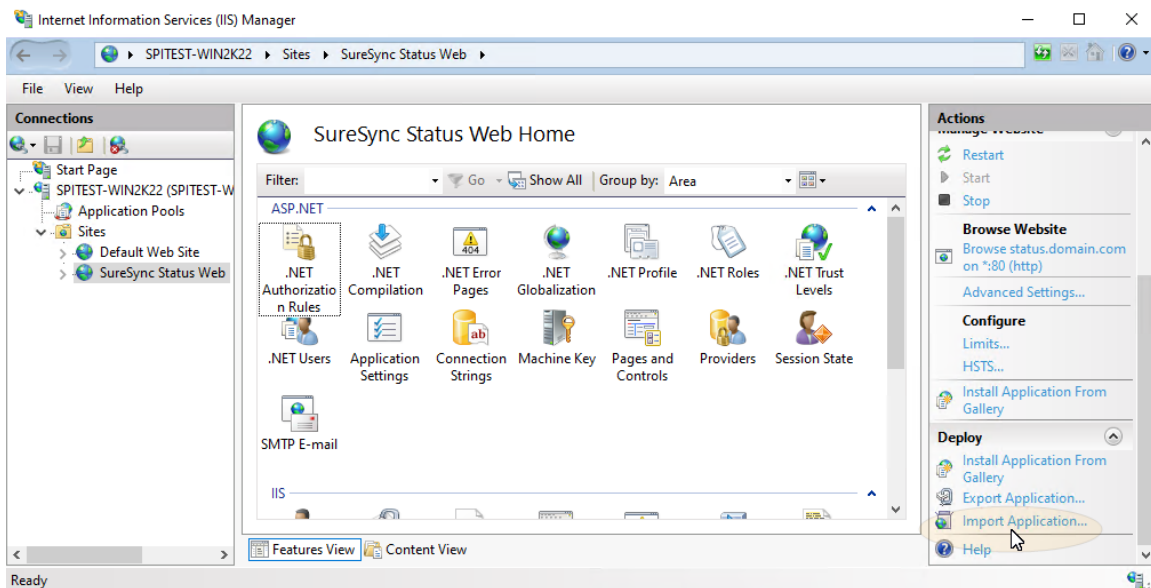 Internet Information Services (IIS) Manager
SPITEST-WIN2K22 Sites SureSync Status Web
File View Help
Connections
Start Page
SPITEST-WIN2K22 (SPITEST-W
Application Pools
Sites
Default Web Site
SureSync Status Web
SureSync Status Web Home
Filter: Go Show All Group by: Area
ASP.NET
.NET
Authorizatio
n Rules
.NET
Compilation
404
.NET Error
Pages
.NET
Globalization
.NET Profile
.NET Roles
.NET Trust
Levels
.NET Users
Application
Settings
ab
Connection
Strings
Machine Key
Pages and
Controls
Providers
Session State
SMTP E-mail
IIS
Features View Content View
Actions
Manage Website
Restart
Start
Stop
Browse Website
Browse status.domain.com
on *:80 (http)
Advanced Settings...
Configure
Limits...
HSTS...
Install Application From
Gallery
Deploy
Install Application From
Gallery
Export Application...
Import Application...
Help
Ready